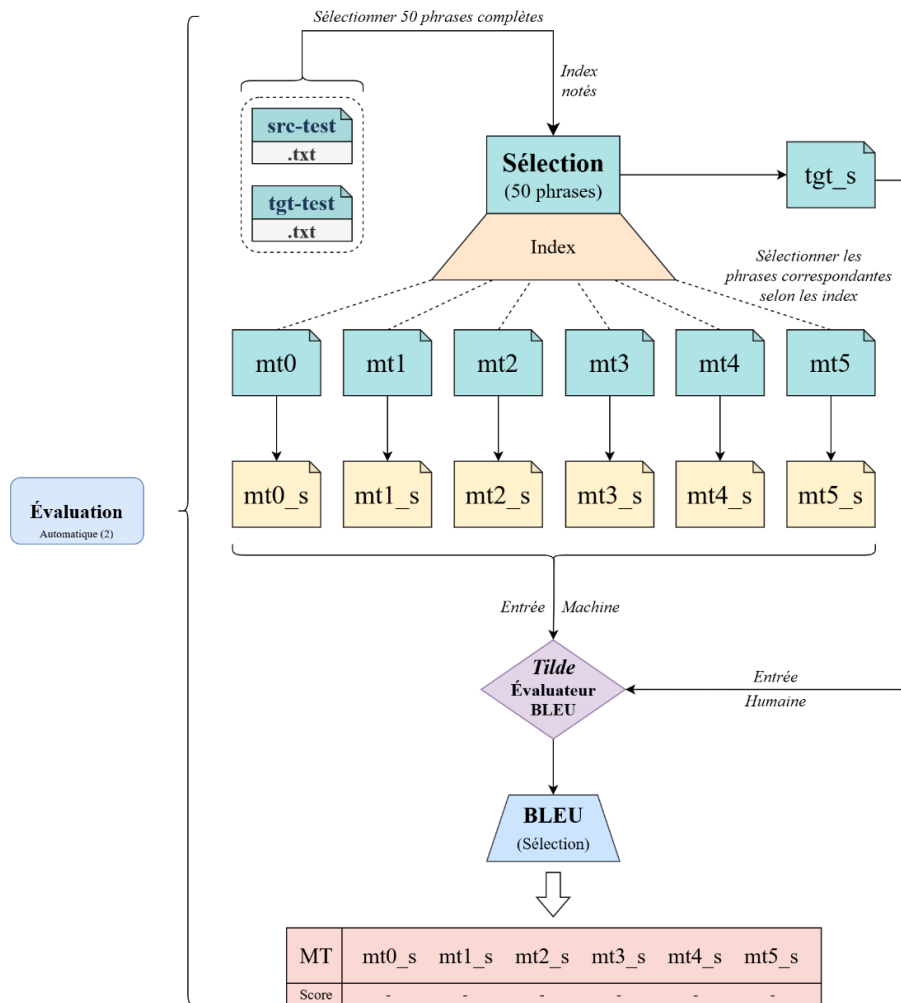 Sélectionner 50 phrases complètes
Index
notés
src-test
.txt
tgt-test
.txt
Sélection
(50 phrases)
tgt_s
Index
Sélectionner les
phrases correspondantes
selon les index
mt0 mt1 mt2 mt3 mt4 mt5
mt0_s mt1_s mt2_s mt3_s mt4_s mt5_s
Évaluation
Automatique (2)
Entrée Machine
Tilde
Évaluateur
BLEU
Entrée
Humaine
BLEU
(Sélection)
MT mt0_s mt1_s mt2_s mt3_s mt4_s mt5_s
Score - - - - - -